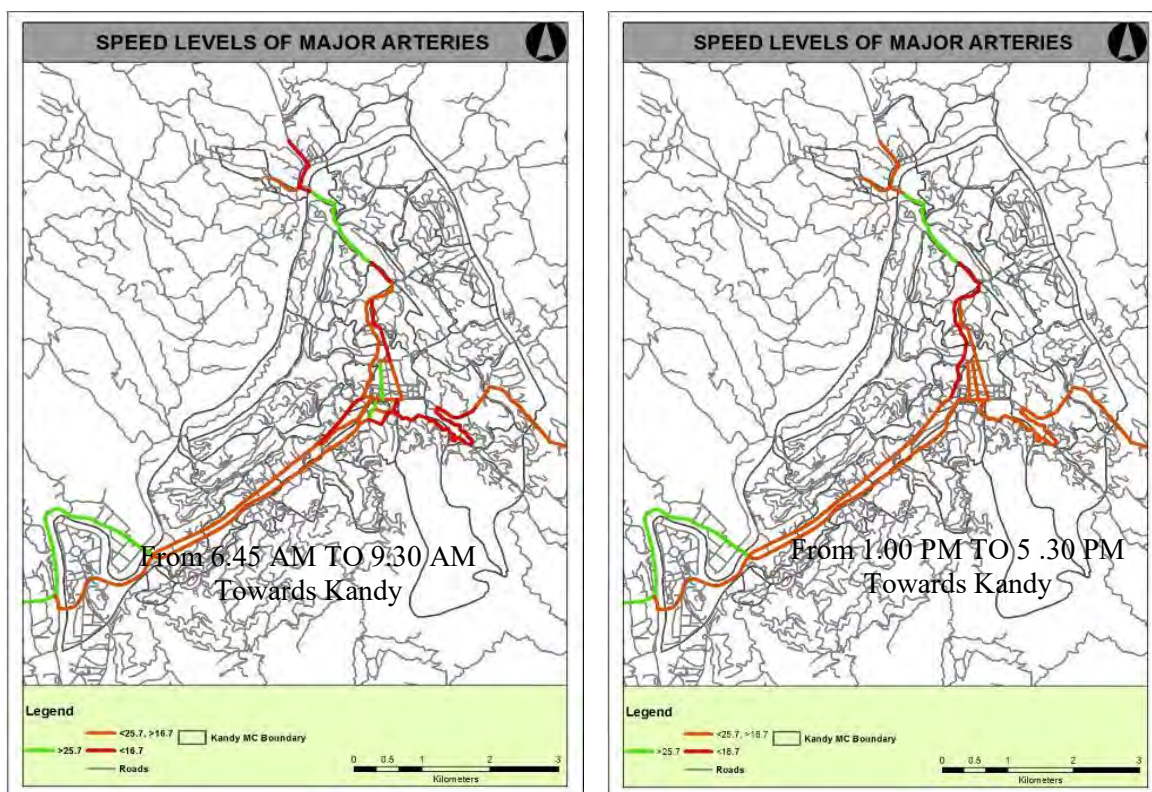 SPEED LEVELS OF MAJOR ARTERIES
From 6.45 AM TO 9.30 AM
Towards Kandy
Legend
<25.7, >16.7
Kandy MC Boundary
>25.7
<16.7
Roads
0 0.5 1 2 3
Kilometers
SPEED LEVELS OF MAJOR ARTERIES
From 1.00 PM TO 5 .30 PM
Towards Kandy
Legend
<25.7, >16.7
Kandy MC Boundary
>25.7
<16.7
Roads
0 0.5 1 2 3
Kilometers